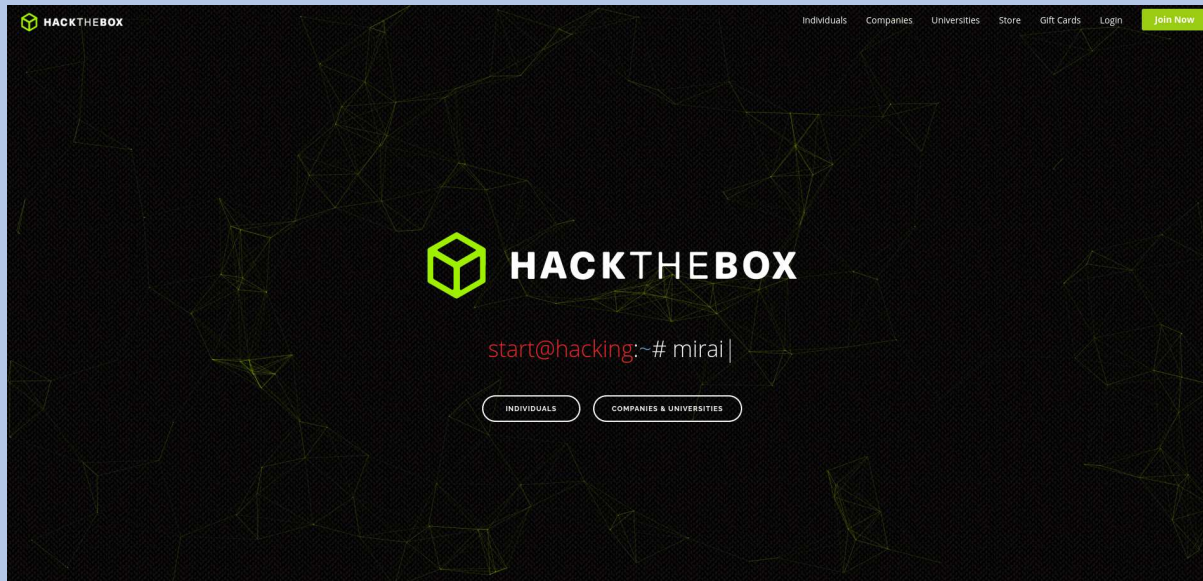 HACKTHEBOX Individuals Companies Universities Store Gift Cards Login Join Now
HACKTHEBOX
start@hacking:~# mirai|
INDIVIDUALS COMPANIES & UNIVERSITIES